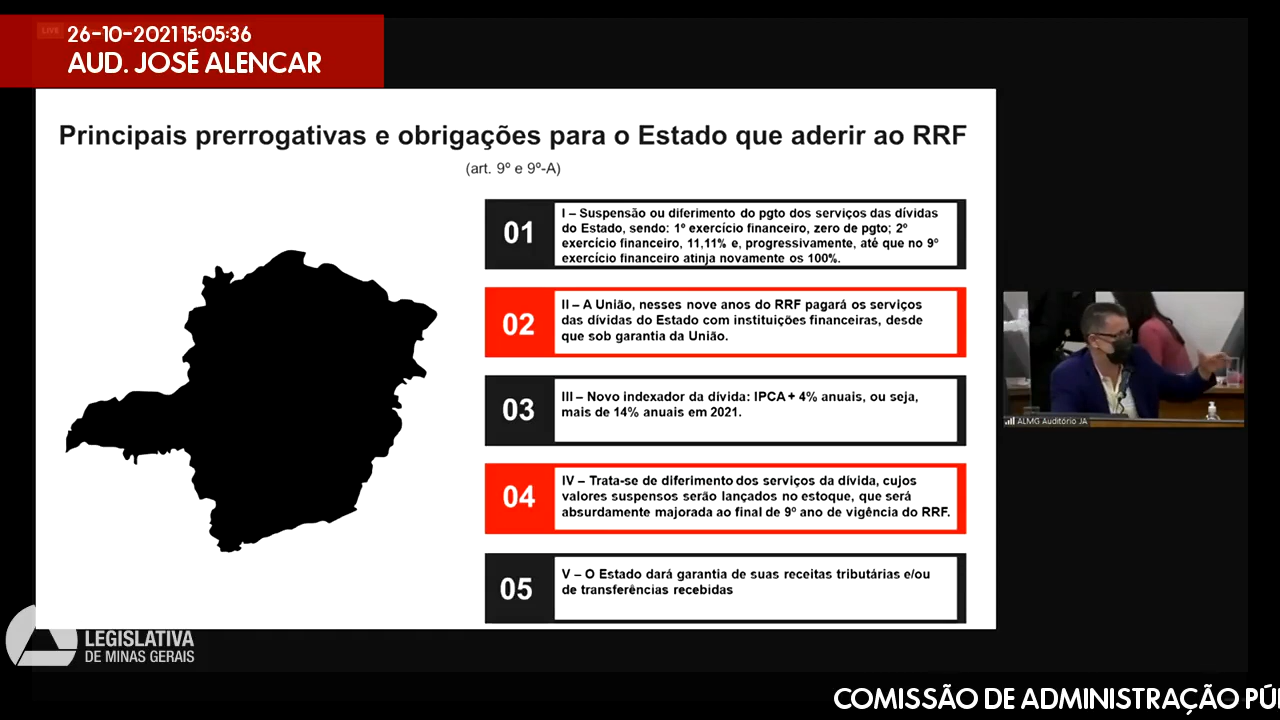 LIVE
26-10-2021 15:05:36
AUD. JOSÉ ALENCAR
Principais prerrogativas e obrigações para o Estado que aderir ao RRF
(art. 9º e 9º-A)
01
I – Suspensão ou diferimento do pgto dos serviços das dívidas
do Estado, sendo: 1º exercício financeiro, zero de pgto; 2º
exercício financeiro, 11,11% e, progressivamente, até que no 9º
exercício financeiro atinja novamente os 100%.
02
II – A União, nesses nove anos do RRF pagará os serviços
das dívidas do Estado com instituições financeiras, desde
que sob garantia da União.
03
III – Novo indexador da dívida: IPCA + 4% anuais, ou seja,
mais de 14% anuais em 2021.
04
IV – Trata-se de diferimento dos serviços da dívida, cujos
valores suspensos serão lançados no estoque, que será
absurdamente majorada ao final de 9º ano de vigência do RRF.
05
V – O Estado dará garantia de suas receitas tributárias e/ou
de transferências recebidas
ALMG Auditório JA
LEGISLATIVA
DE MINAS GERAIS
COMISSÃO DE ADMINISTRAÇÃO PÚ